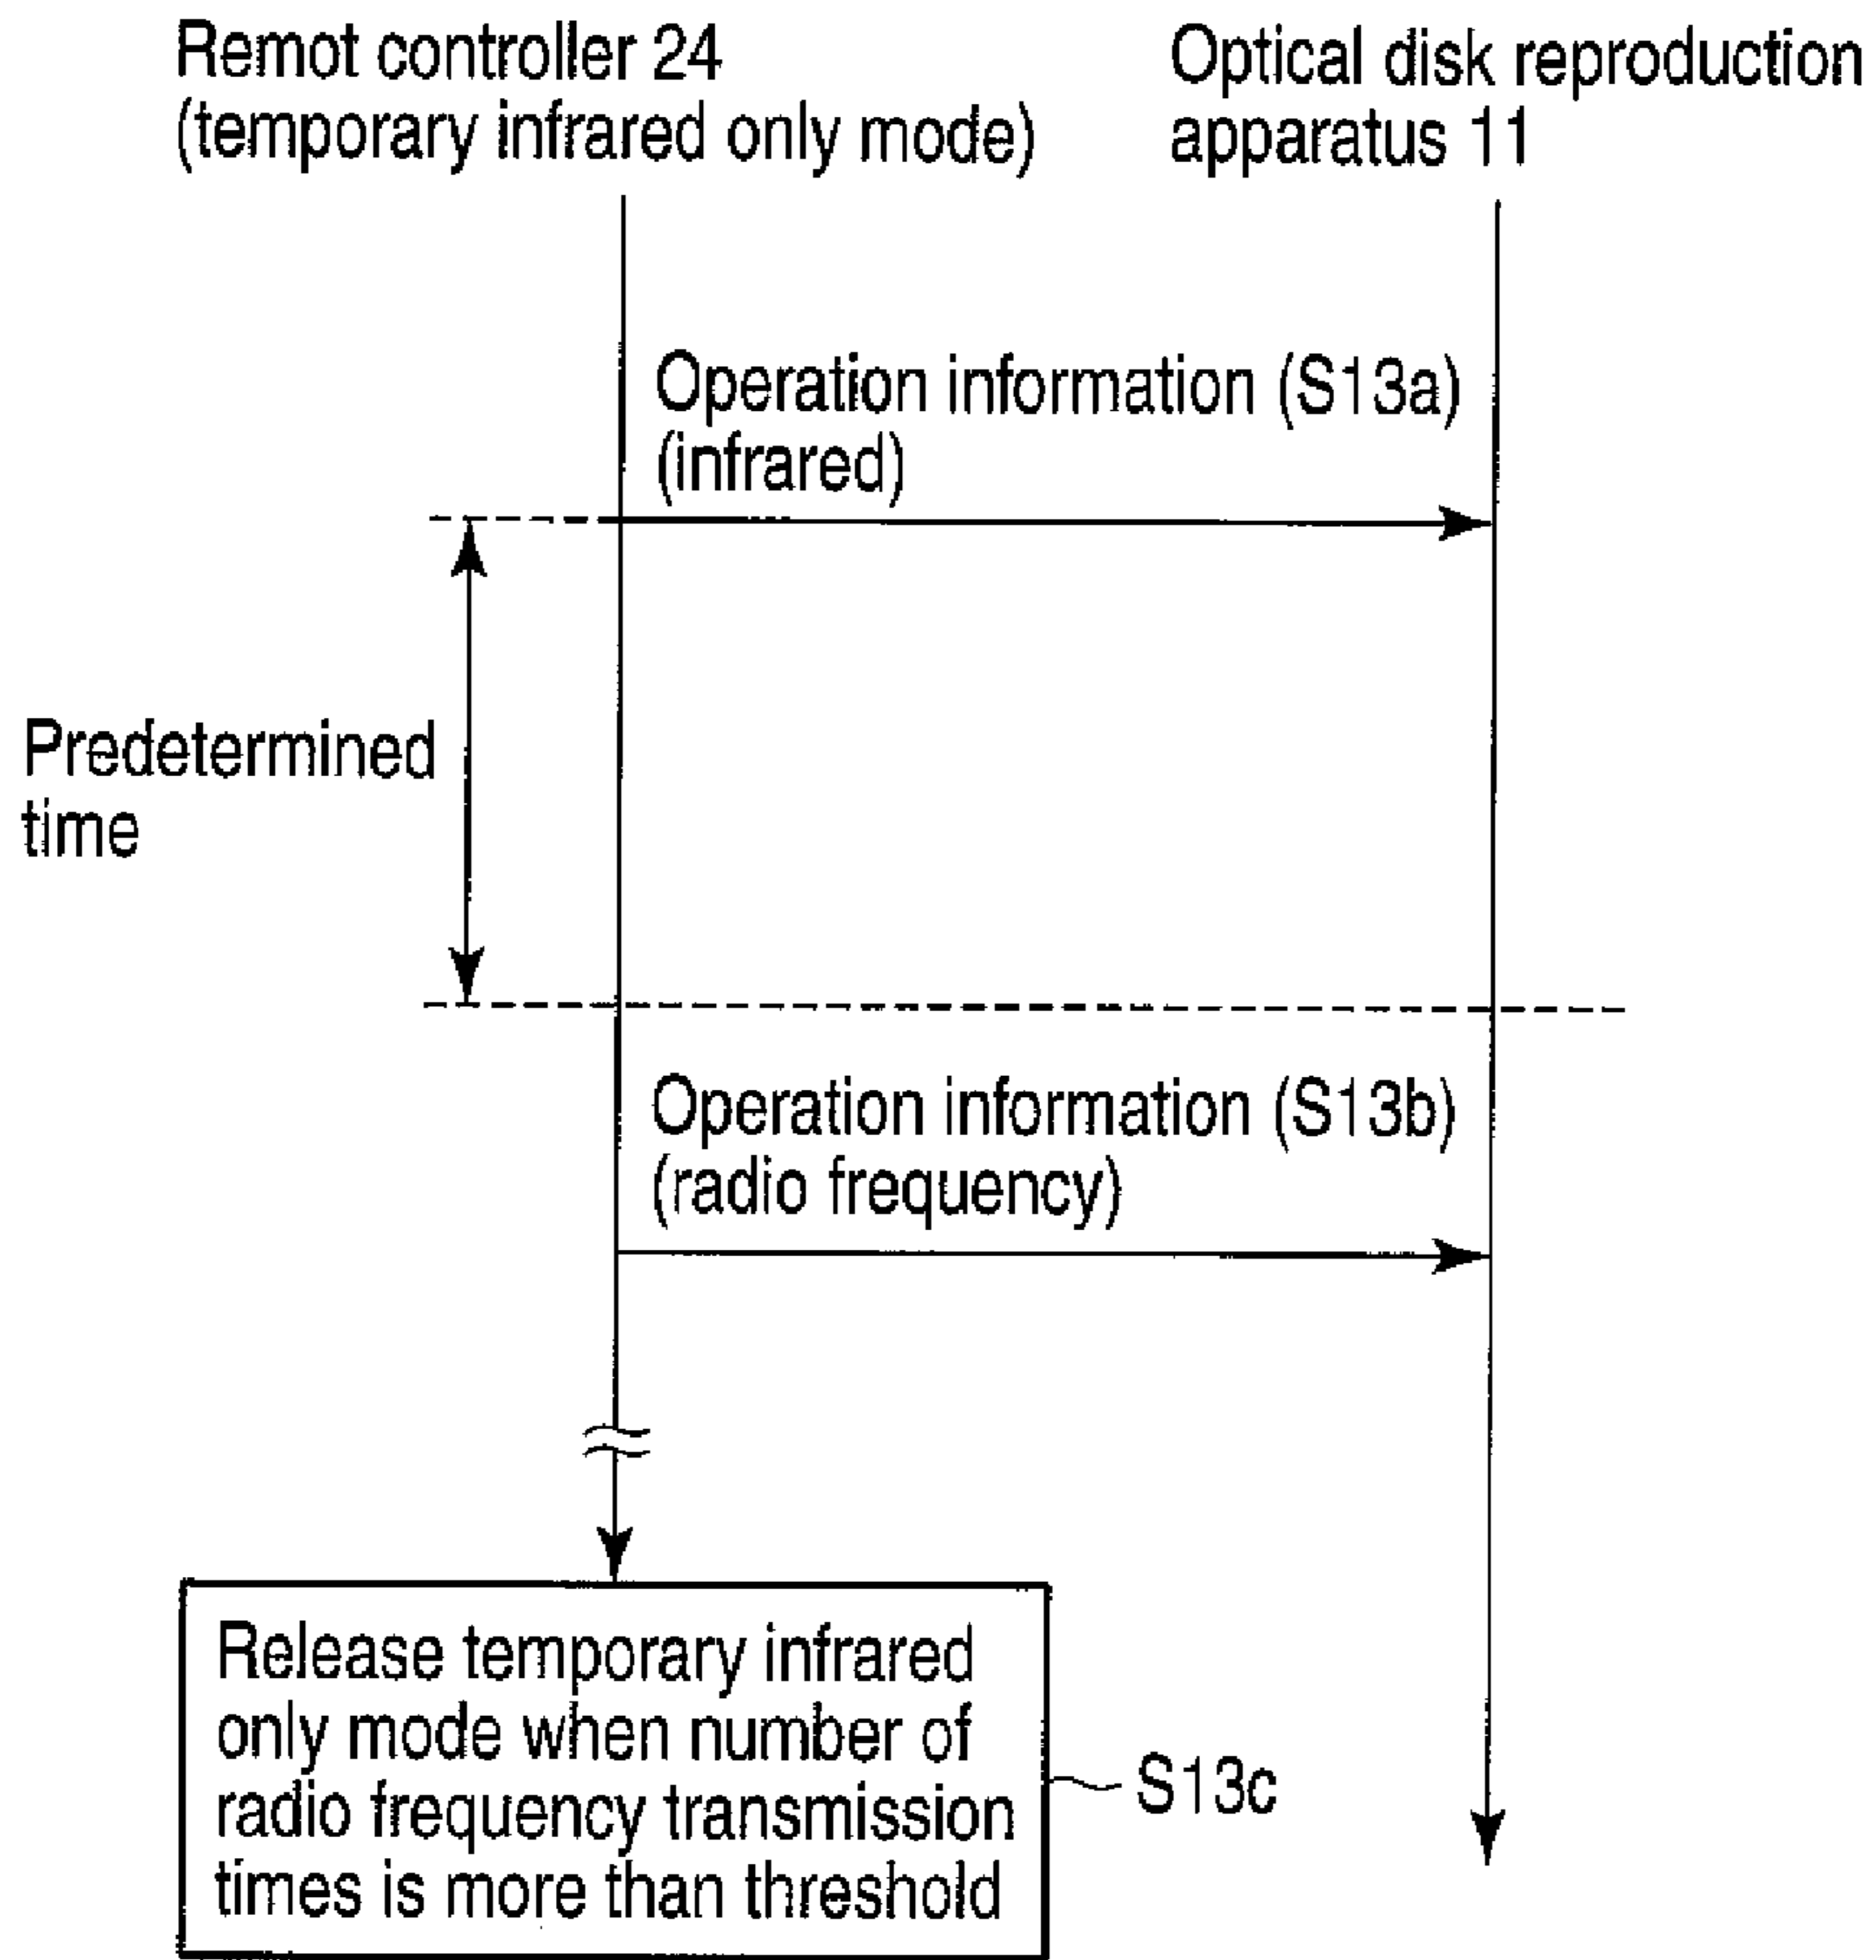 Remot controller 24
(temporary infrared only mode)
Optical disk reproduction
apparatus 11
Operation information (S13a)
(infrared)
Predetermined
time
Operation information (S13b)
(radio frequency)
Release temporary infrared
only mode when number of
radio frequency transmission
times is more than threshold
S13c